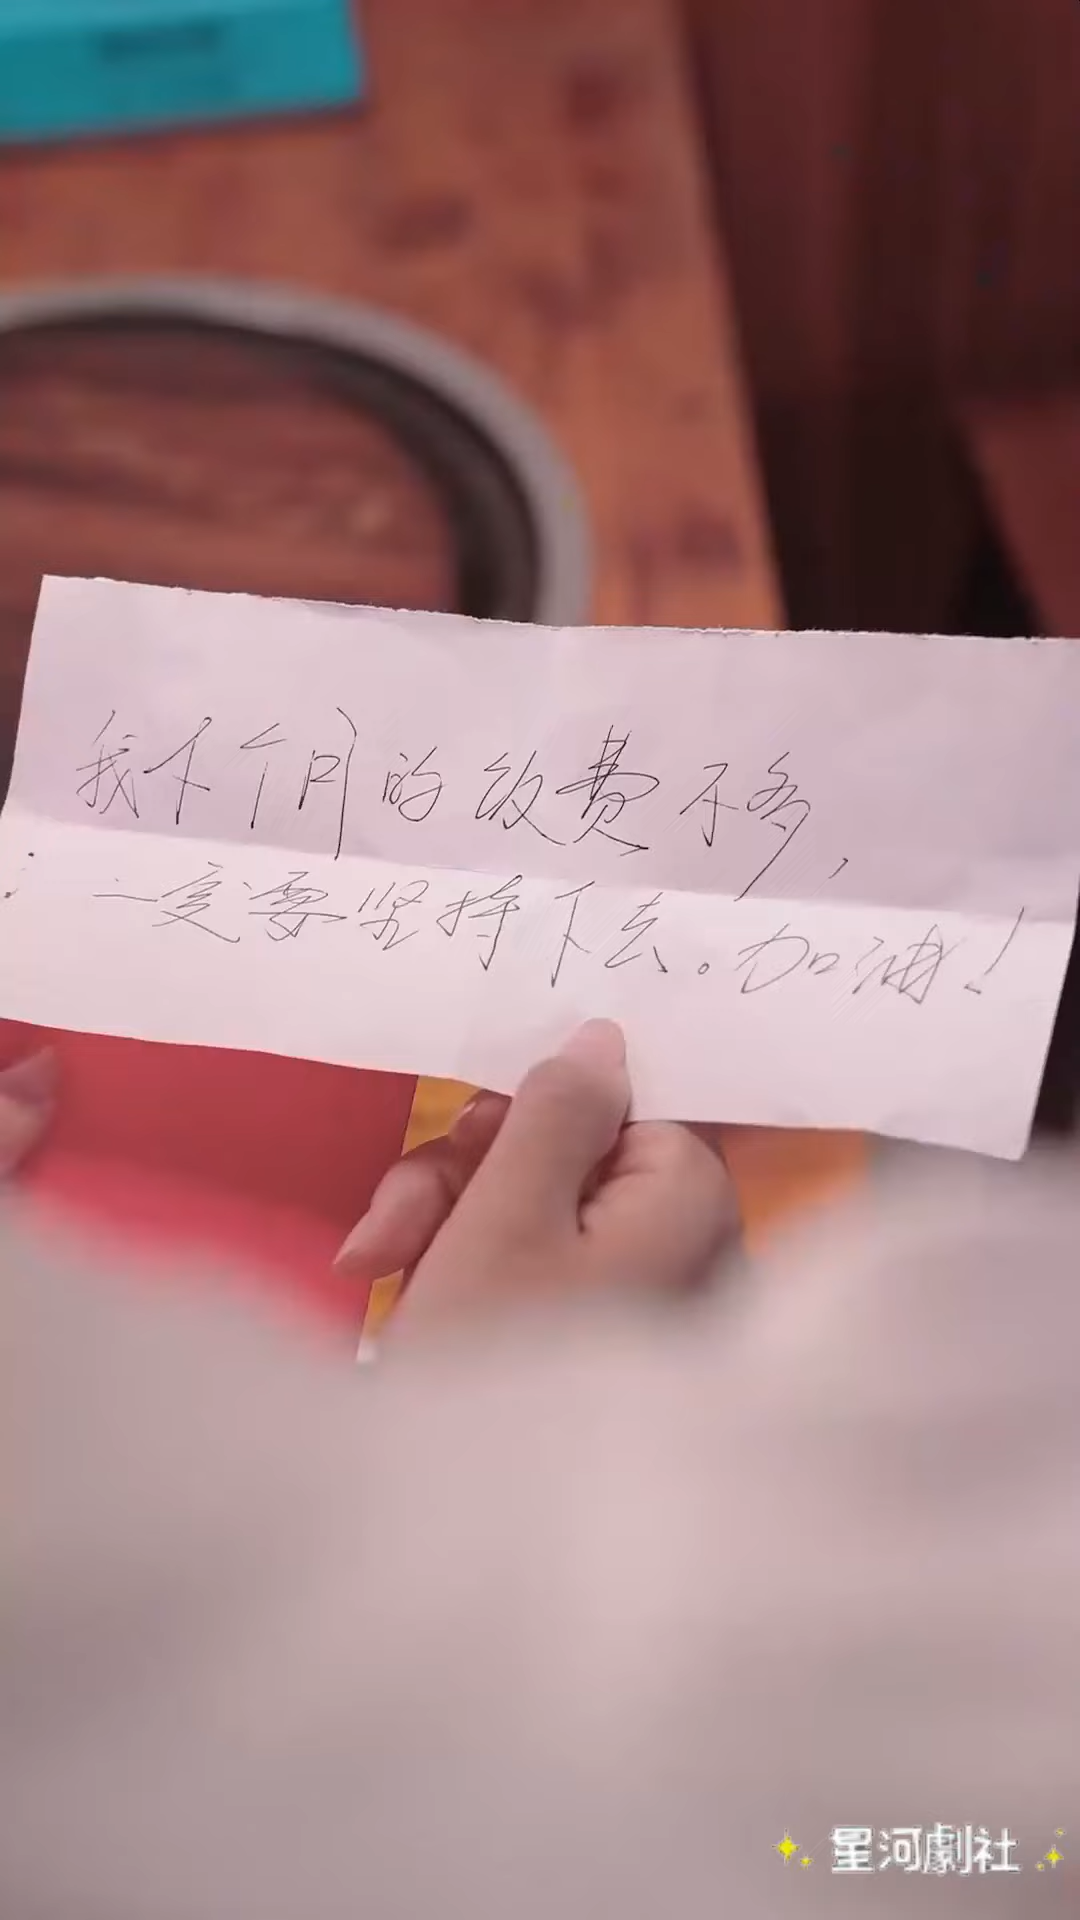 我下个月的收费不多，
一定要坚持下去。加油！
星河劇社